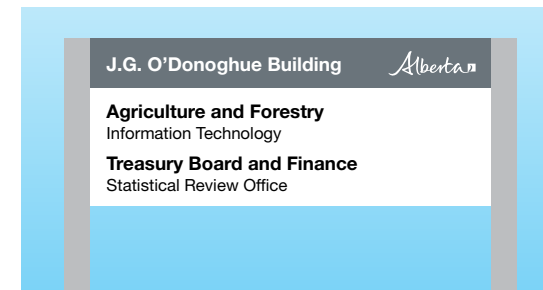 J.G. O’Donoghue Building Alberta
Agriculture and Forestry
Information Technology
Treasury Board and Finance
Statistical Review Office